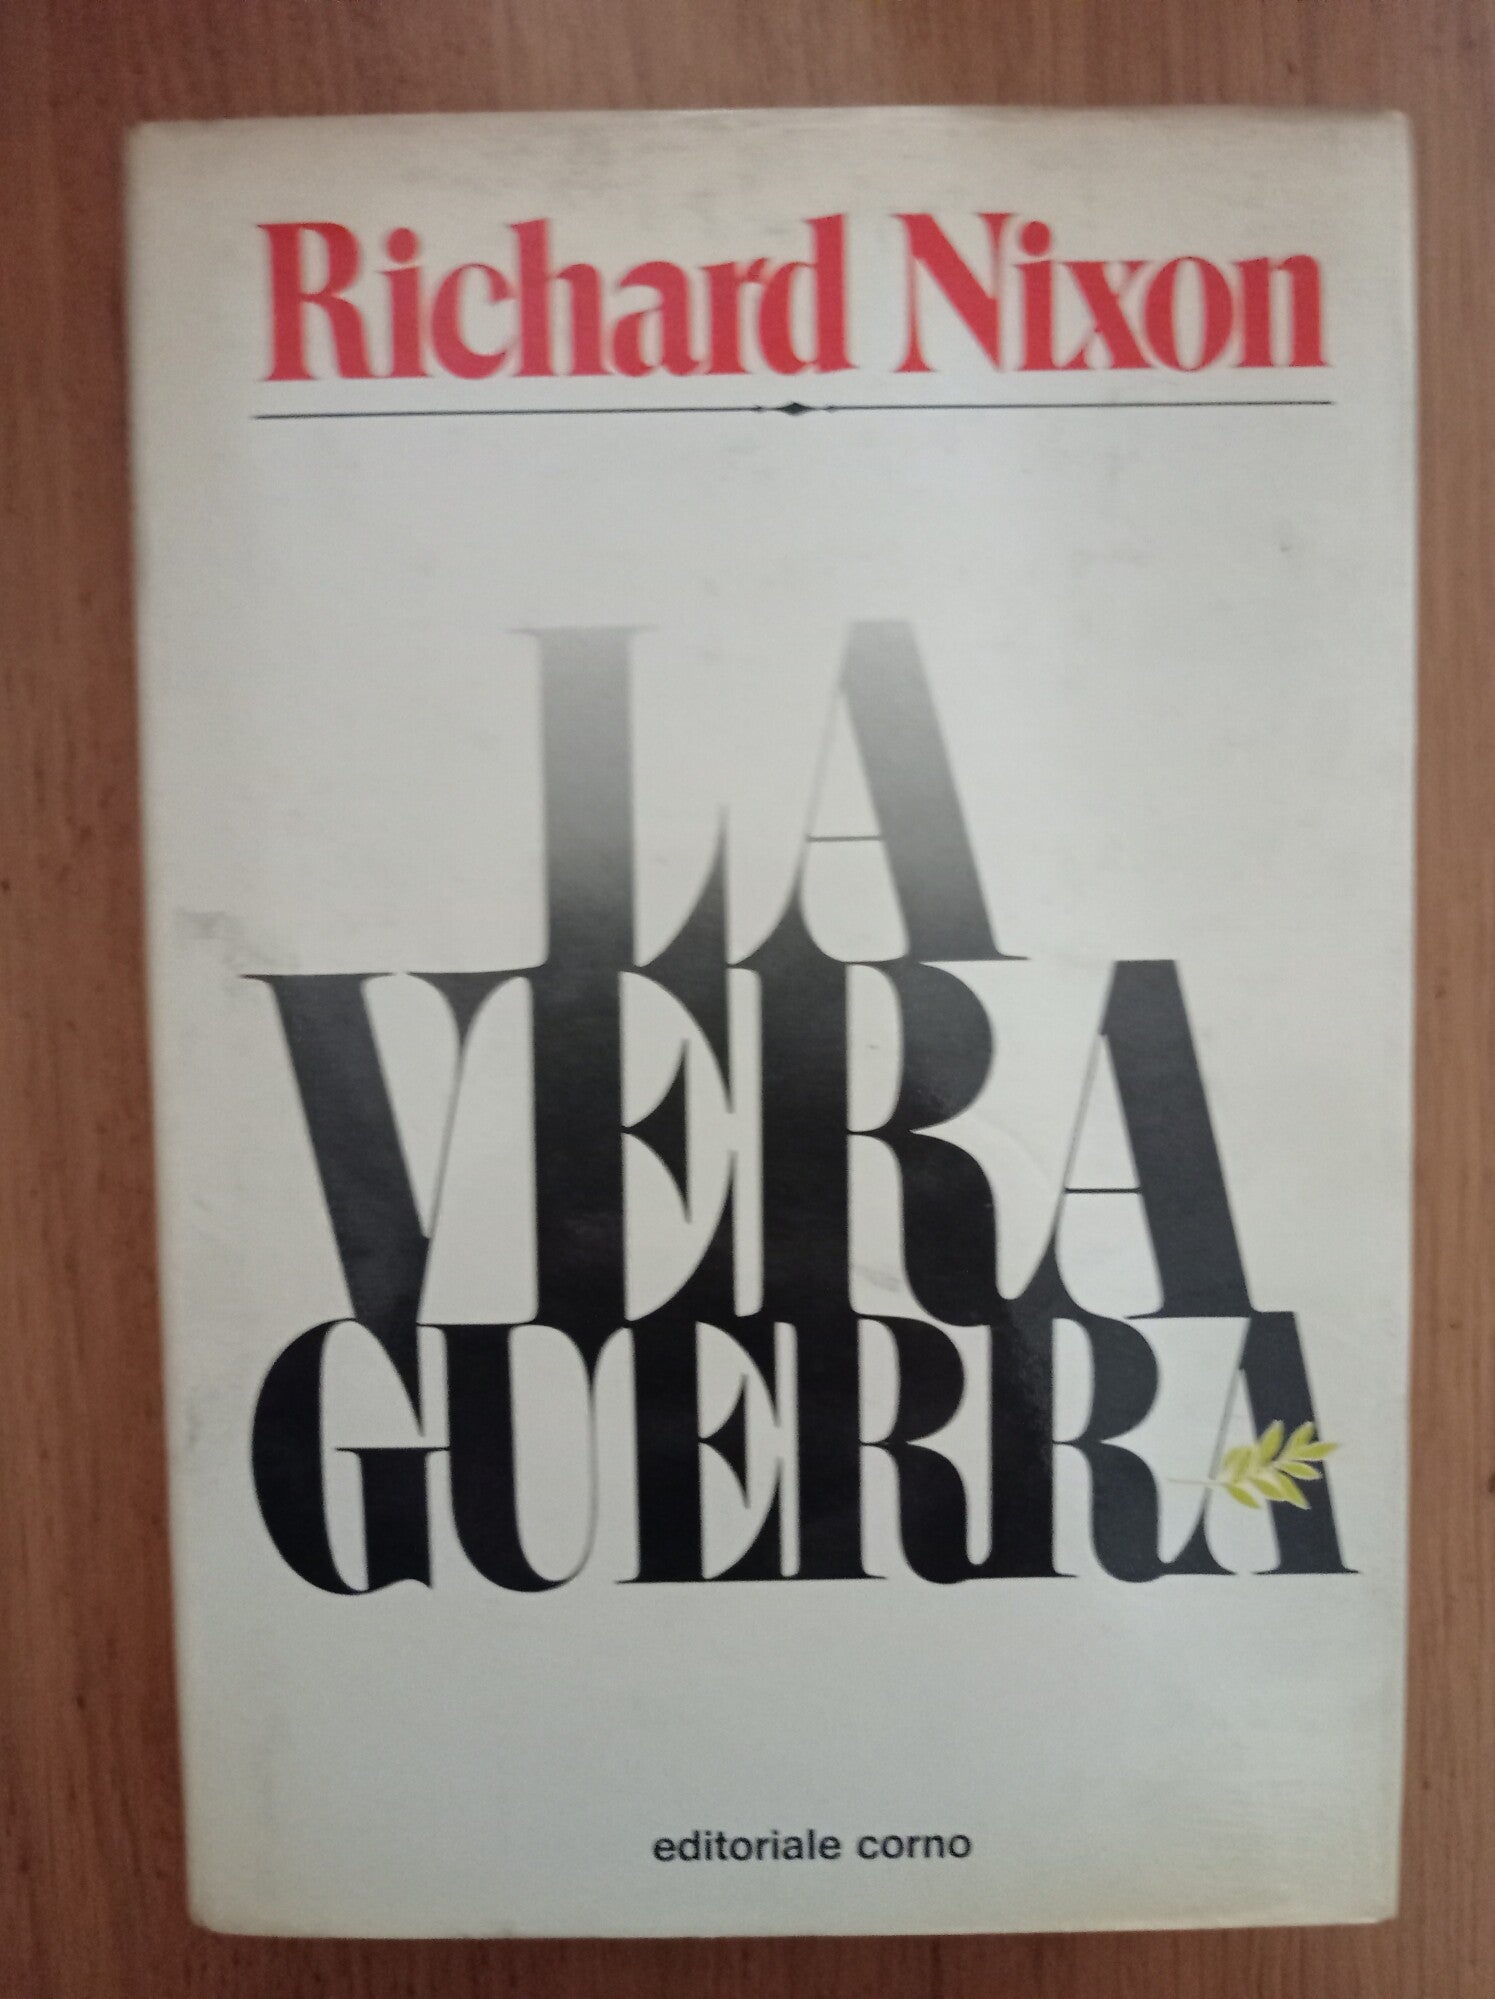 Richard Nixon
LA
VERA
GUERRA
editoriale corno